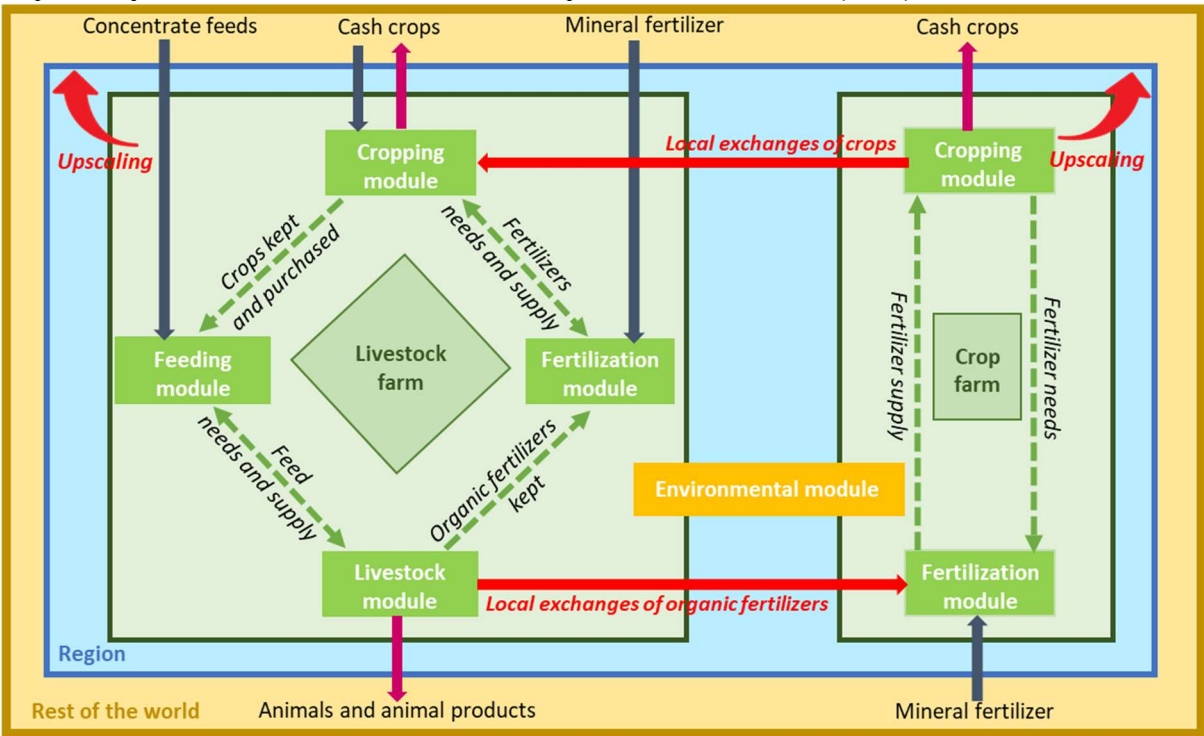 Concentrate feeds
Cash crops
Mineral fertilizer
Cash crops
Upscaling
Cropping
module
Local exchanges of crops
Cropping
module
Upscaling
Crops kept
and purchased
Fertilizers
needs and supply
Feeding
module
Livestock
farm
Fertilization
module
Fertilizer supply
Crop
farm
Fertilizer needs
Feed
needs and supply
Organic fertilizers
kept
Environmental module
Livestock
module
Local exchanges of organic fertilizers
Fertilization
module
Region
Rest of the world
Animals and animal products
Mineral fertilizer